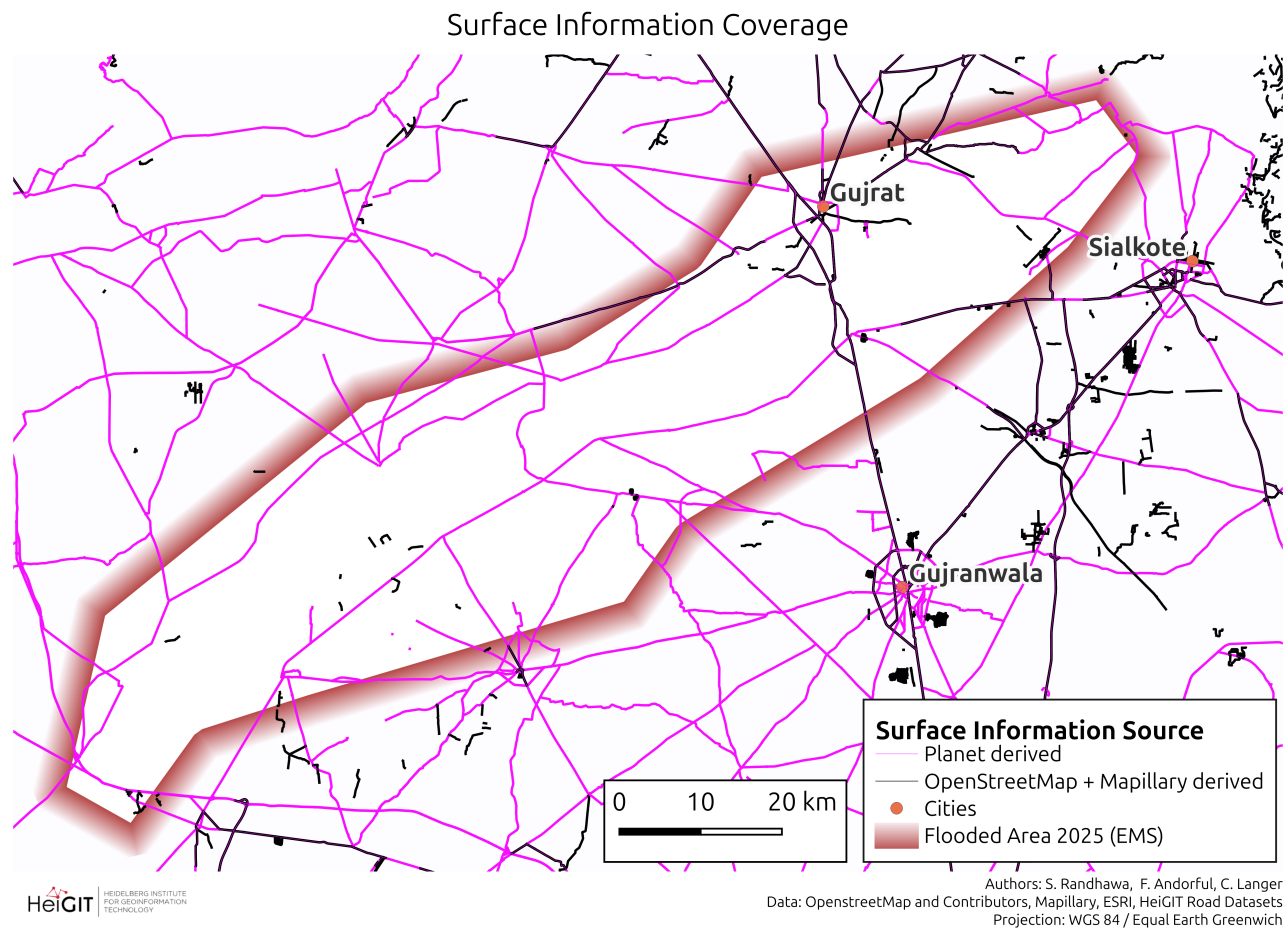 Surface Information Coverage
Gujrat
Sialkote
Gujranwala
Surface Information Source
Planet derived
OpenStreetMap + Mapillary derived
Cities
Flooded Area 2025 (EMS)
0 10 20 km
HeiGIT
HEIDELBERG INSTITUTE
FOR GEOINFORMATION
TECHNOLOGY
Authors: S. Randhawa, F. Andorful, C. Langer
Data: OpenstreetMap and Contributors, Mapillary, ESRI, HeiGIT Road Datasets
Projection: WGS 84 / Equal Earth Greenwich